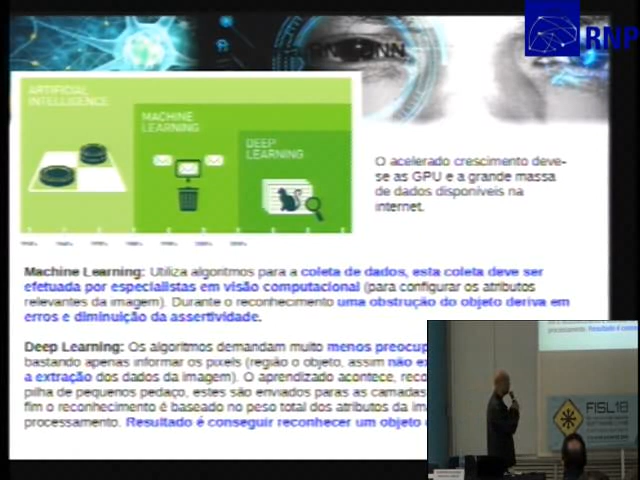 RNP
ARTIFICIAL
INTELLIGENCE
MACHINE
LEARNING
DEEP
LEARNING
O acelerado crescimento deve-
se as GPU e a grande massa
de dados disponíveis na
internet.
Machine Learning: Utiliza algoritmos para a coleta de dados, esta coleta deve ser
efetuada por especialistas em visão computacional (para configurar os atributos
relevantes da imagem). Durante o reconhecimento uma obstrução do objeto deriva em
erros e diminuição da assertividade.
Deep Learning: Os algoritmos demandam muito menos preocup
bastando apenas informar os pixels (região o objeto, assim não ex
a extração dos dados da imagem). O aprendizado acontece, reco
pilha de pequenos pedaço, estes são enviados paras as camadas
fim o reconhecimento é baseado no peso total dos atributos da im
processamento. Resultado é conseguir reconhecer um objeto
processamento. Resultado é cons
FISL18